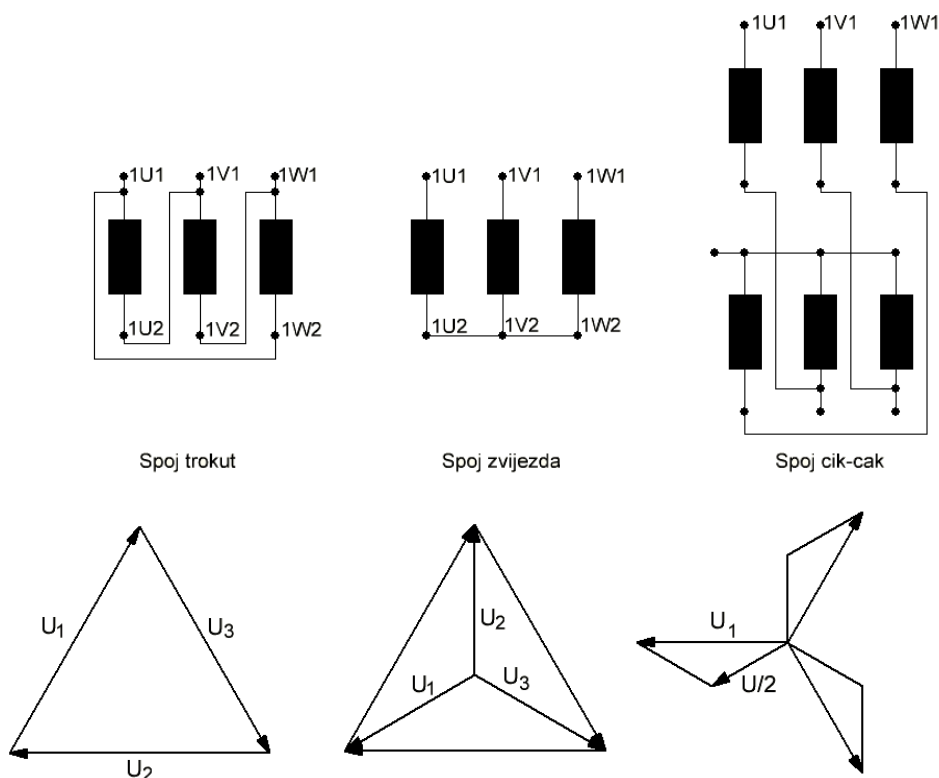 1U1 1V1 1W1
1U1 1V1 1W1
1U1 1V1 1W1
1U2 1V2 1W2
1U2 1V2 1W2
Spoj trokut
Spoj zvijezda
Spoj cik-cak
U1
U3
U2
U2
U1
U3
U1
U/2